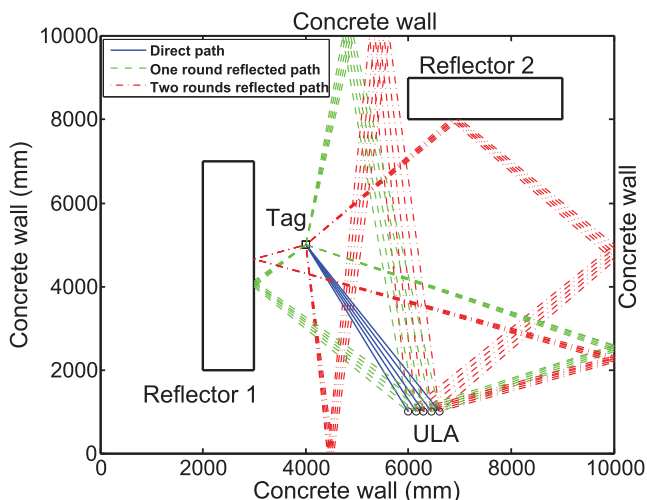 Concrete wall
10000
Direct path
One round reflected path
Two rounds reflected path
Reflector 2
8000
Concrete wall (mm)
6000
Tag
Concrete wall
4000
2000
Reflector 1
ULA
0
0 2000 4000 6000 8000 10000
Concrete wall (mm)